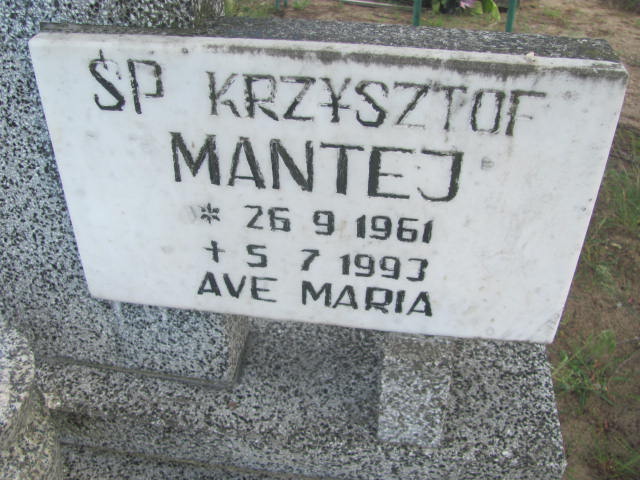 ŚP KRZYSZTOF
MANTEJ
* 26 9 1961
+ 5 7 1993
AVE MARIA